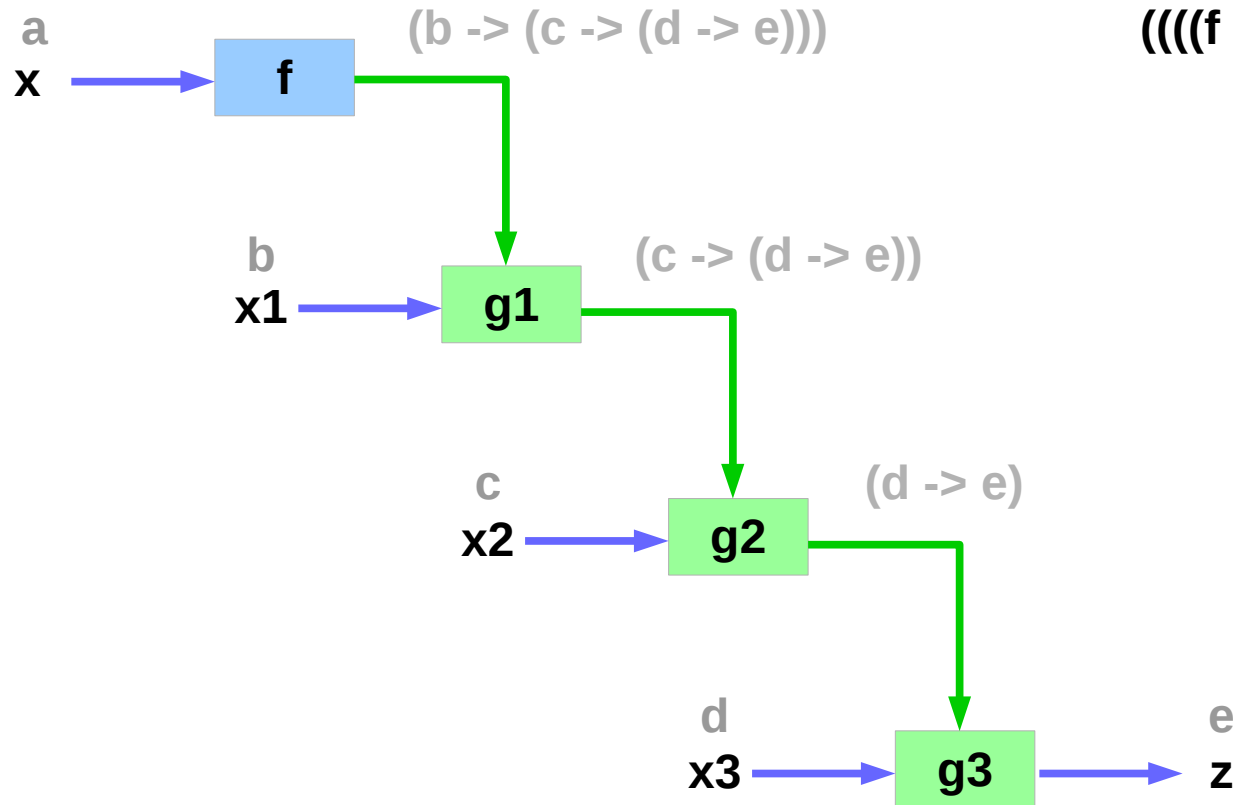 a (b -> (c -> (d -> e))) ((((f
x f
b (c -> (d -> e))
x1 g1
c (d -> e)
x2 g2
d e
x3 g3 z